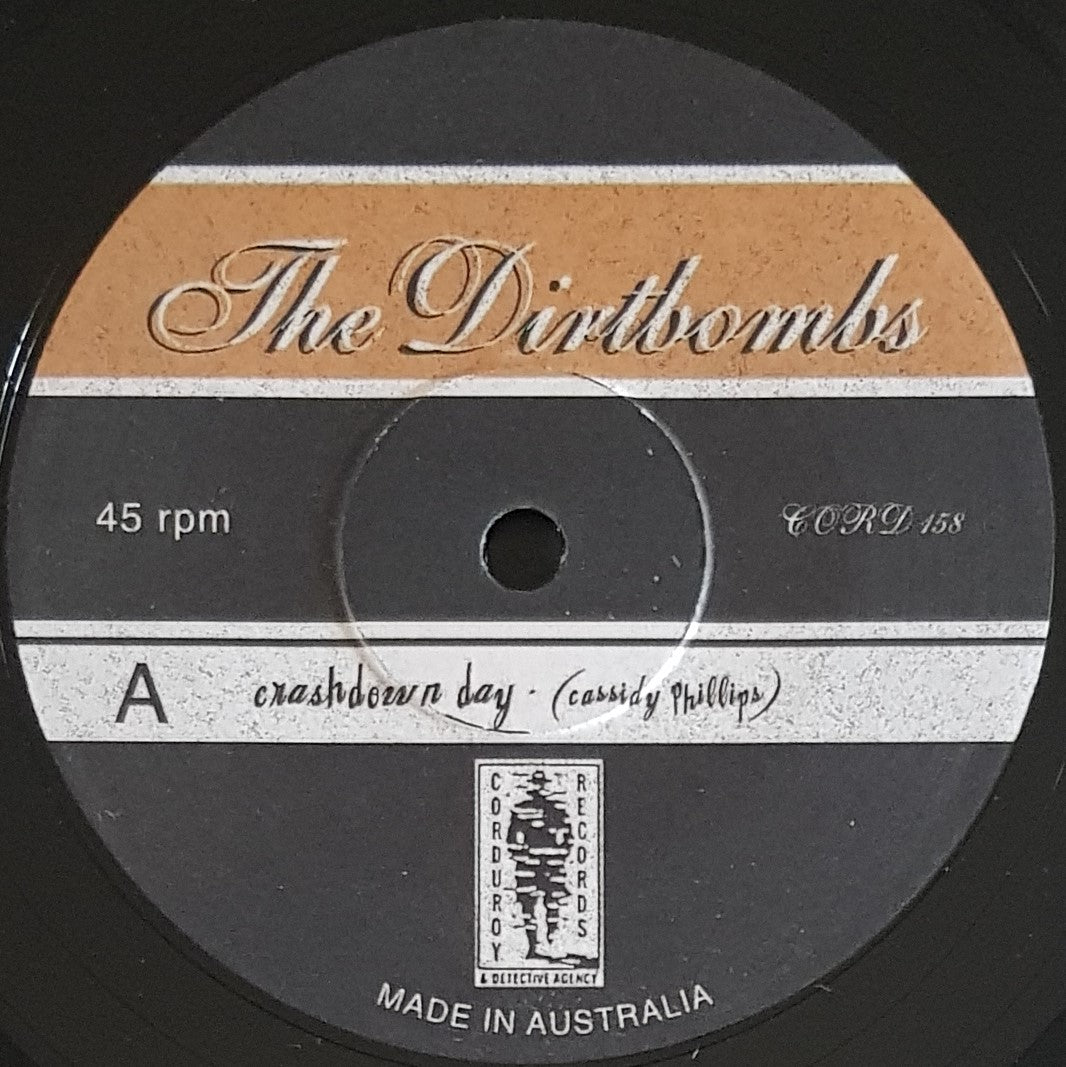 The Dirtbombs
45 rpm
CORD 158
A
crashdown day - (cassidy Phillips)
CORDUROY
RECORDS
& DETECTIVE AGENCY
MADE IN AUSTRALIA